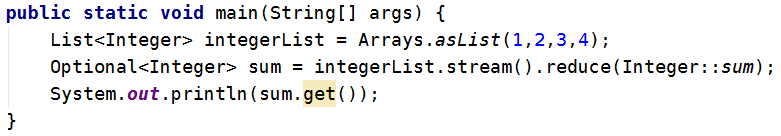 public static void main(String[] args) {
    List<Integer> integerList = Arrays.asList(1,2,3,4);
    Optional<Integer> sum = integerList.stream().reduce(Integer::sum);
    System.out.println(sum.get());
}